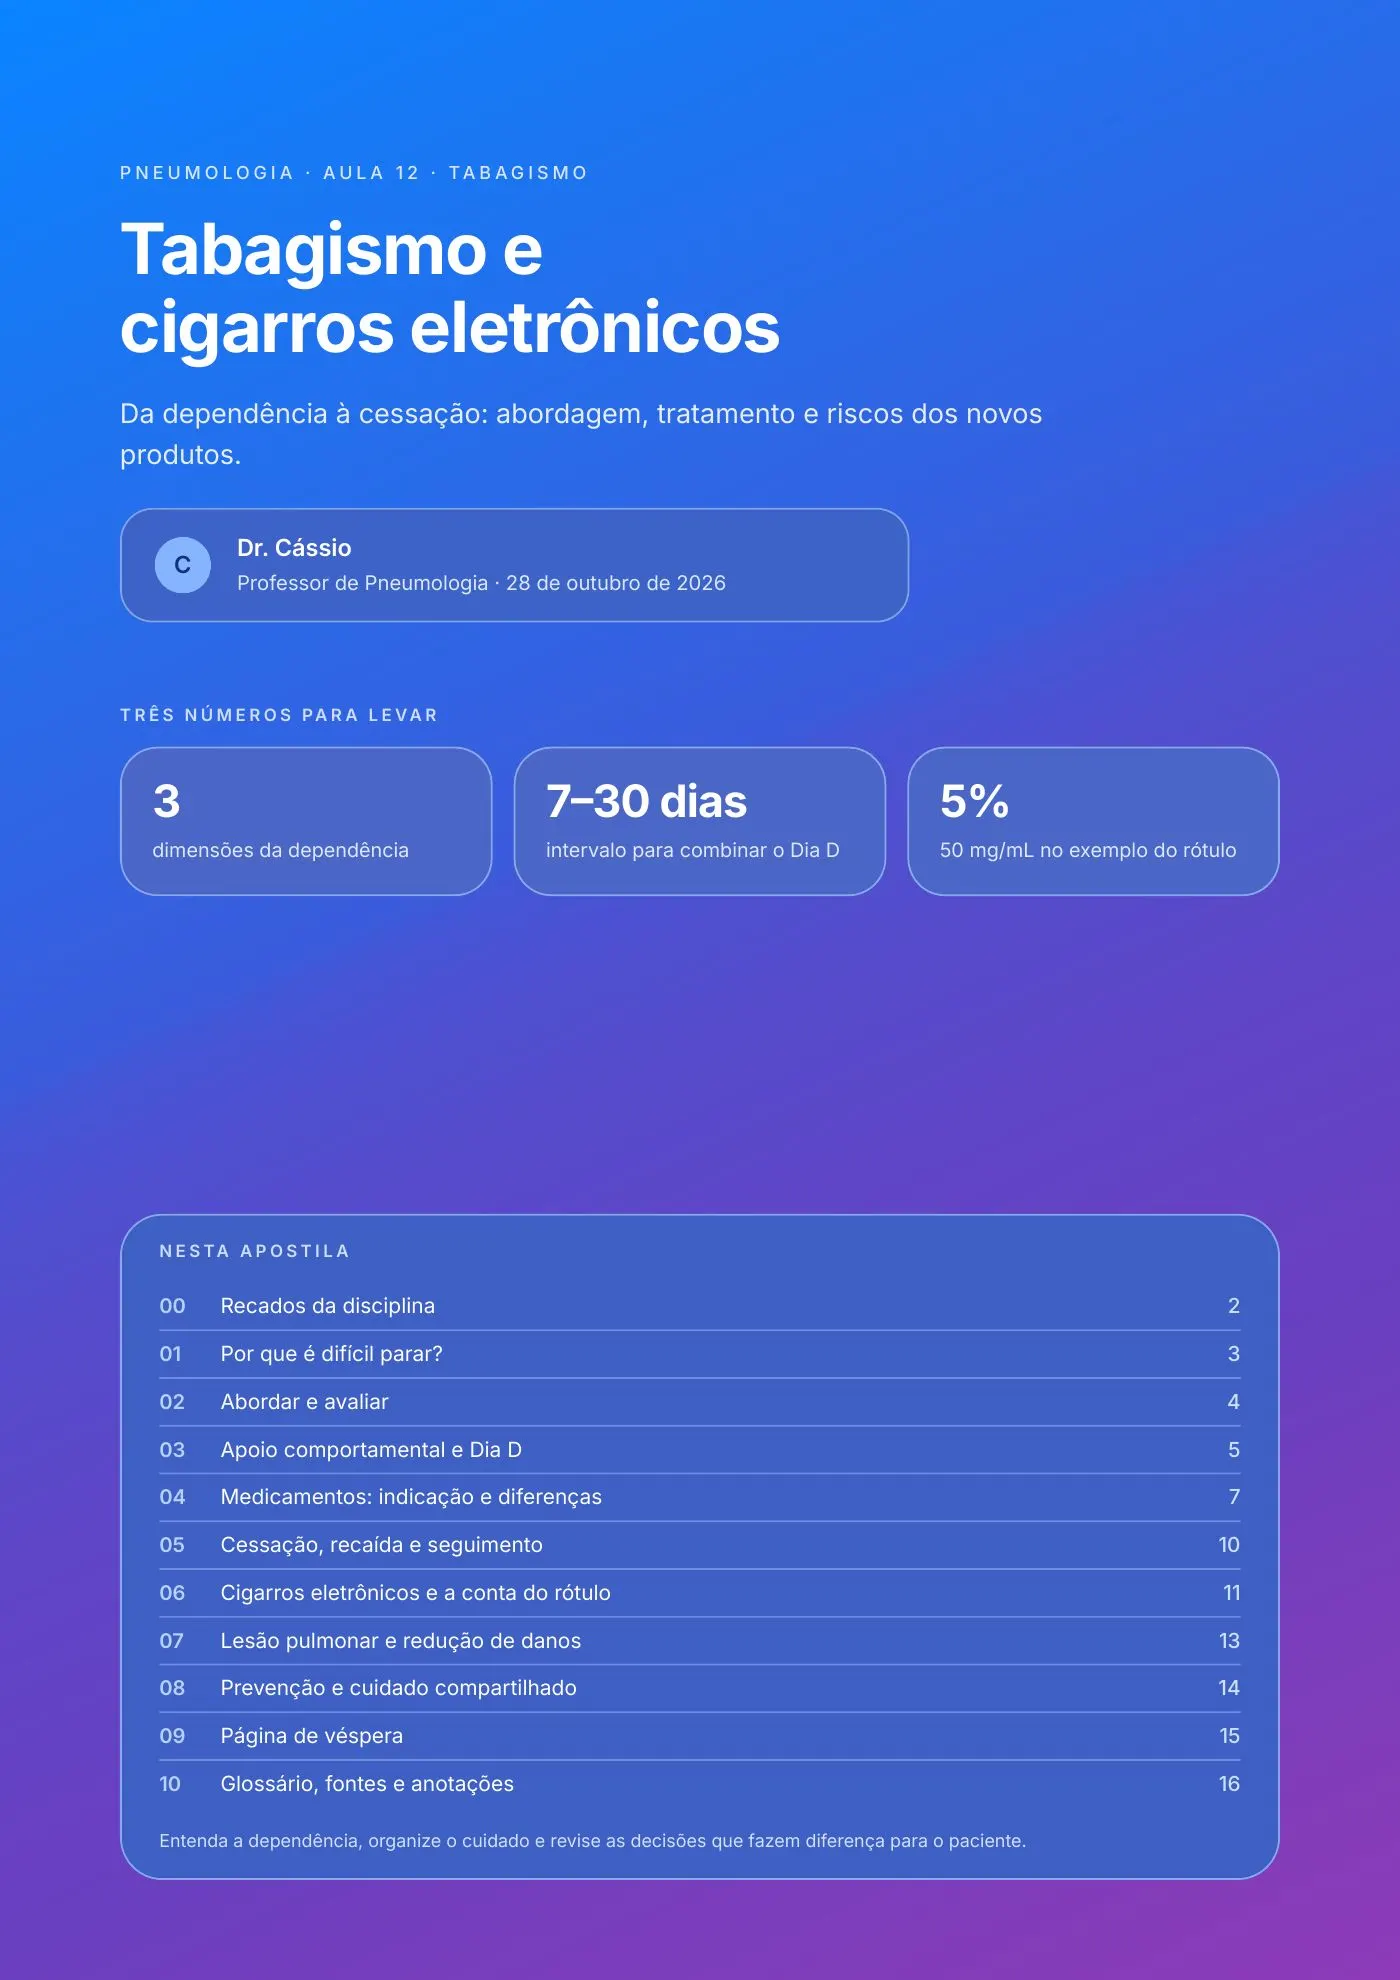 PNEUMOLOGIA · AULA 12 · TABAGISMO
Tabagismo e
cigarros eletrônicos
Da dependência à cessação: abordagem, tratamento e riscos dos novos
produtos.
C
Dr. Cássio
Professor de Pneumologia · 28 de outubro de 2026
TRÊS NÚMEROS PARA LEVAR
3
dimensões da dependência
7–30 dias
intervalo para combinar o Dia D
5%
50 mg/mL no exemplo do rótulo
NESTA APOSTILA
00 Recados da disciplina 2
01 Por que é difícil parar? 3
02 Abordar e avaliar 4
03 Apoio comportamental e Dia D 5
04 Medicamentos: indicação e diferenças 7
05 Cessação, recaída e seguimento 10
06 Cigarros eletrônicos e a conta do rótulo 11
07 Lesão pulmonar e redução de danos 13
08 Prevenção e cuidado compartilhado 14
09 Página de véspera 15
10 Glossário, fontes e anotações 16
Entenda a dependência, organize o cuidado e revise as decisões que fazem diferença para o paciente.